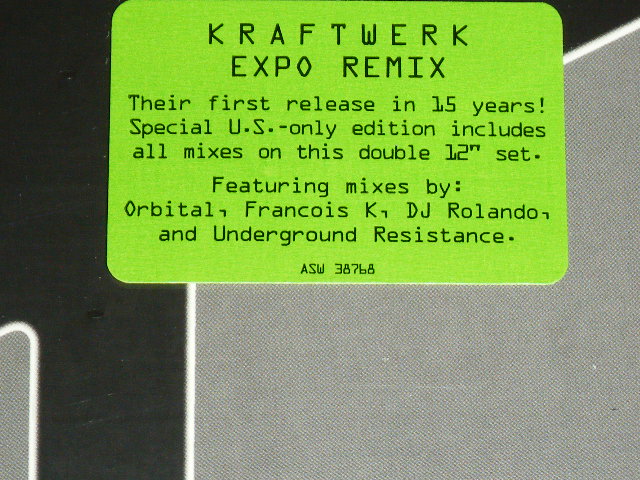 KRAFTWERK
EXPO REMIX
Their first release in 15 years!
Special U.S.-only edition includes
all mixes on this double 12" set.
Featuring mixes by:
Orbital, Francois K, DJ Rolando,
and Underground Resistance.
ASW 38768